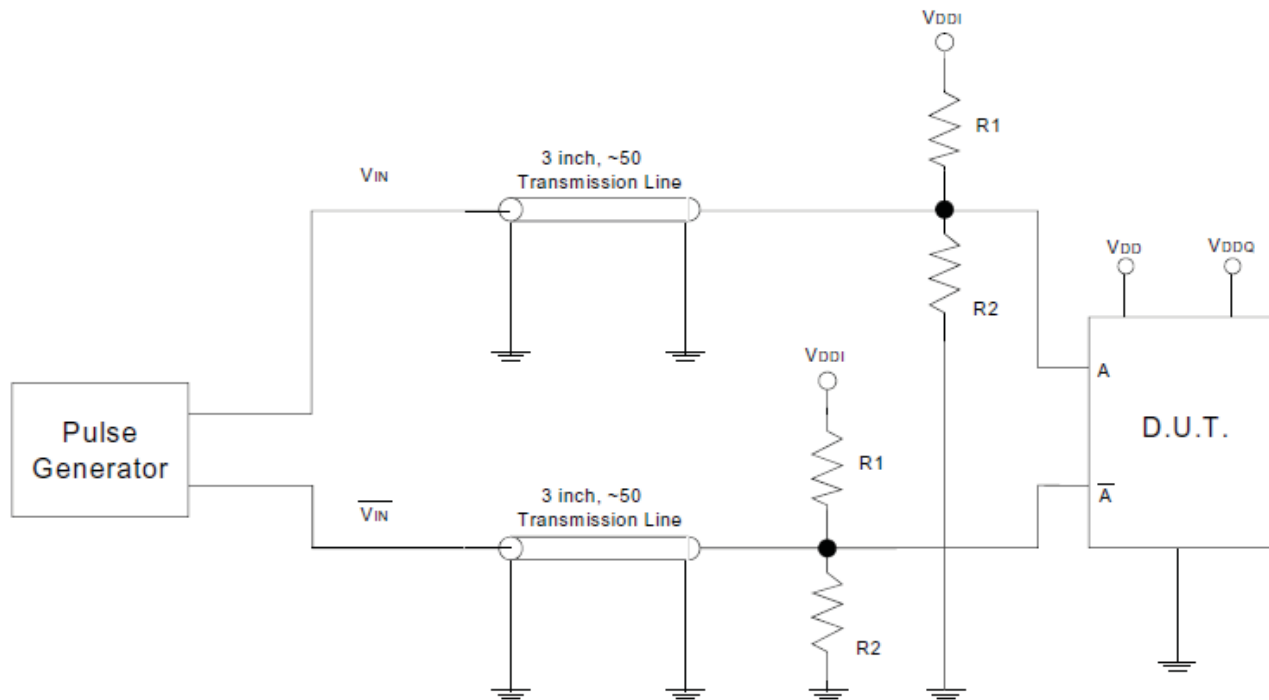 VDDI
R1
3 inch, ~50
Transmission Line
VIN
R2
VDD
VDDQ
VDDI
A
Pulse
Generator
D.U.T.
R1
3 inch, ~50
Transmission Line
V̅I̅N̅
A̅
R2